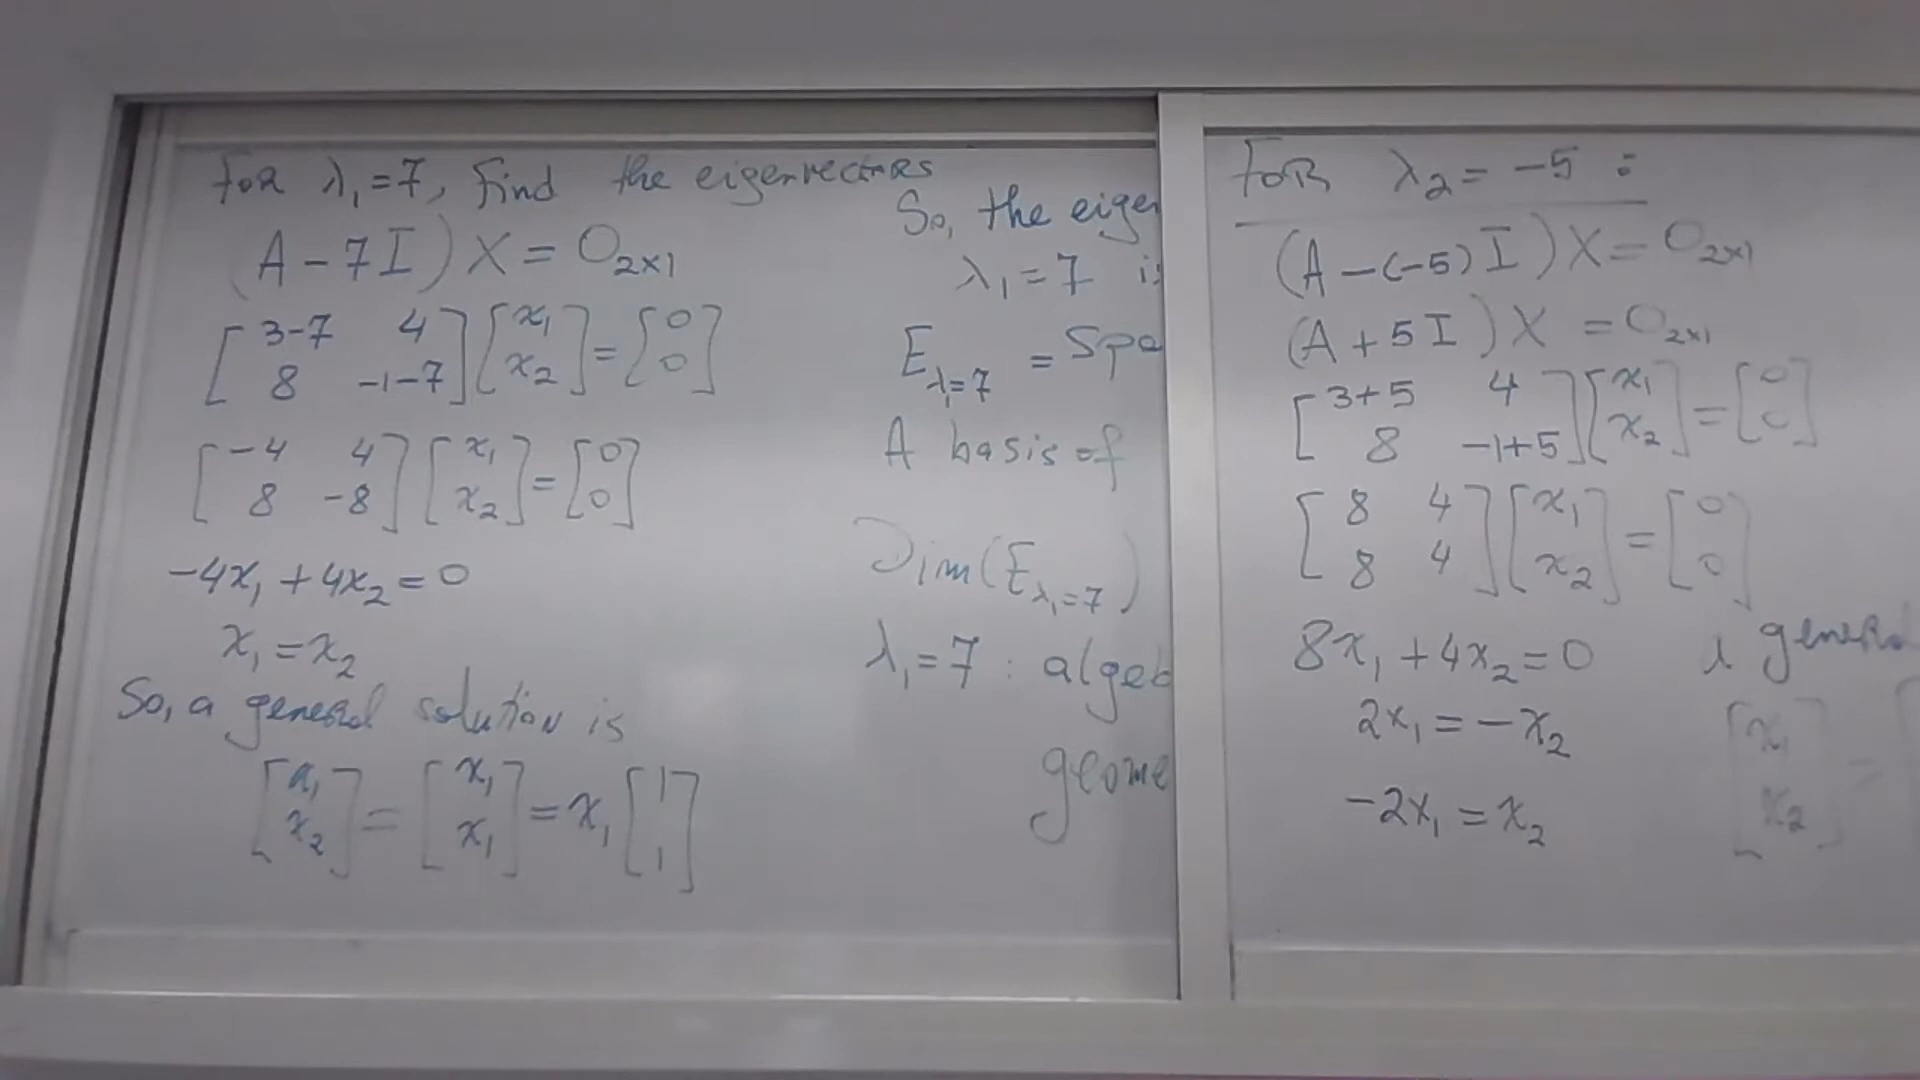 For λ₁=7, Find the eigenvectors
(A-7I)X=O₂ₓ₁
[3-7 4][x₁]=[0]
[8 -1-7][x₂] [0]
[-4 4][x₁]=[0]
[8 -8][x₂] [0]
-4x₁+4x₂=0
x₁=x₂
So, a general solution is
[x₁]=[x₁]=x₁[1]
[x₂] [x₁] [1]
So, the eigen
λ₁=7 is
E_λ₁=7 = Spa
A basis of
Dim(E_λ₁=7)
λ₁=7 : algeb
geome
FOR λ₂=-5 :
(A-(-5)I)X=O₂ₓ₁
(A+5I)X=O₂ₓ₁
[3+5 4][x₁]=[0]
[8 -1+5][x₂] [0]
[8 4][x₁]=[0]
[8 4][x₂] [0]
8x₁+4x₂=0
2x₁=-x₂
-2x₁=x₂
general
[x₁]=[
[x₂]